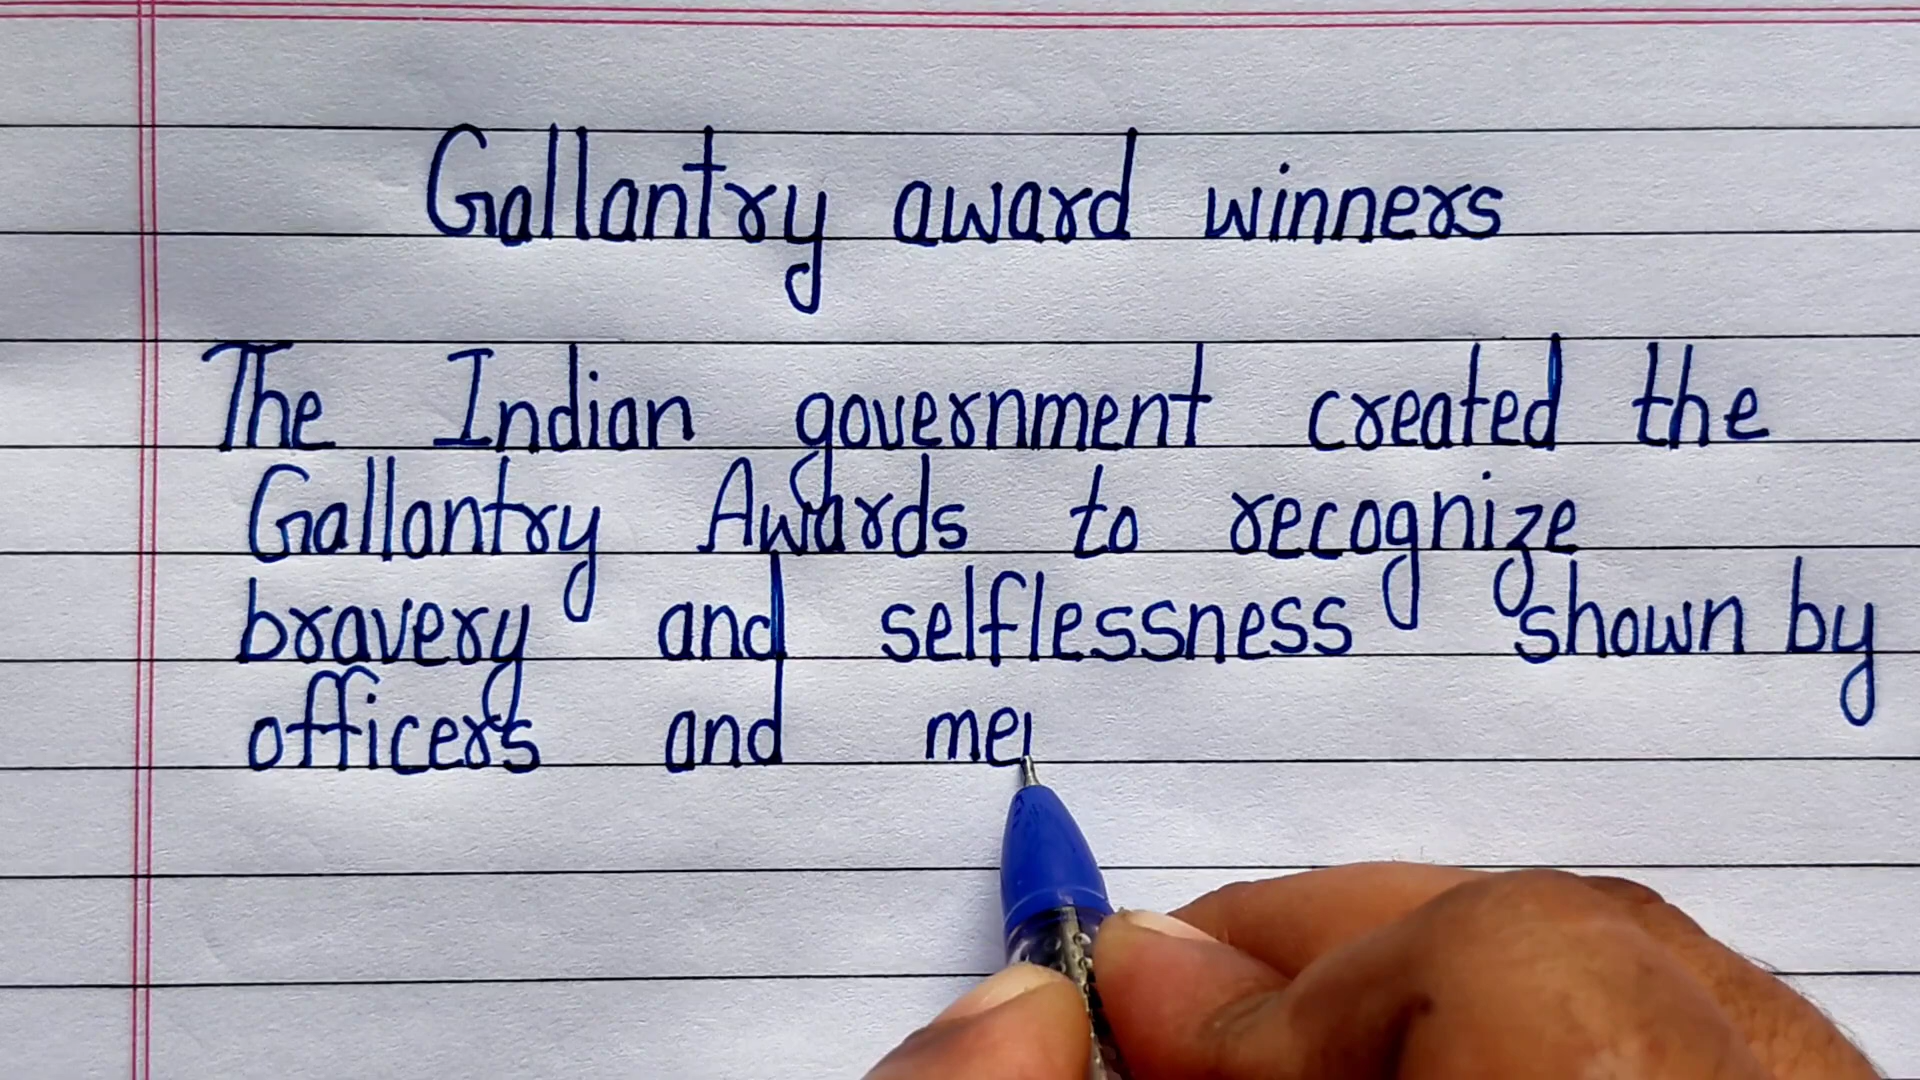 Gallantry award winners
The Indian government created the
Gallantry Awards to recognize
bravery and selflessness shown by
officers and me